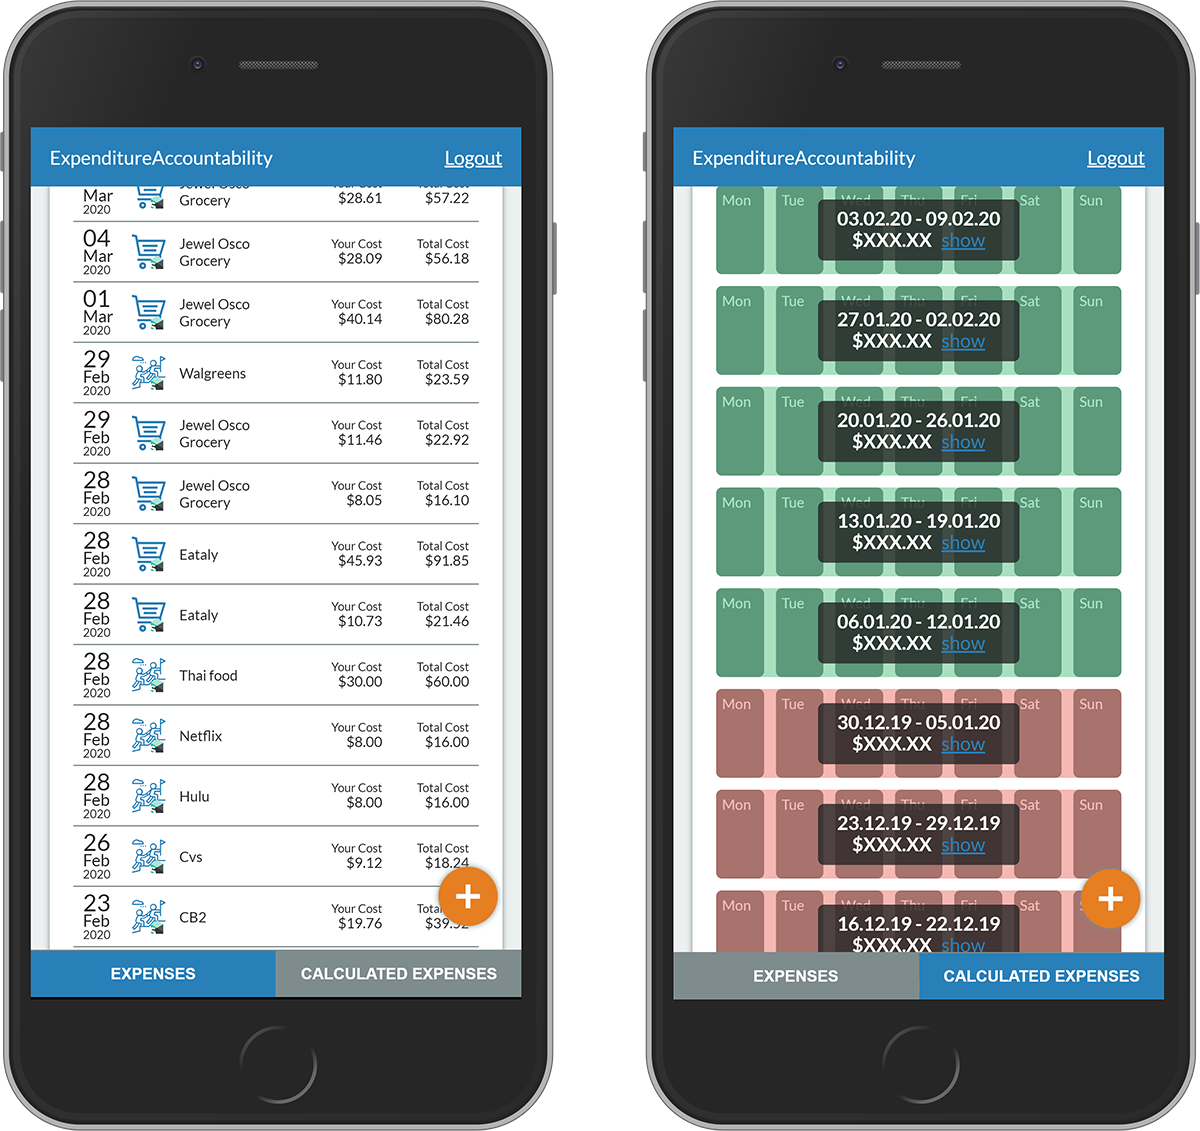 ExpenditureAccountability Logout
Mar
2020
Jewel Osco
Grocery
Your Cost
$28.61
Total Cost
$57.22
04
Mar
2020
Jewel Osco
Grocery
Your Cost
$28.09
Total Cost
$56.18
01
Mar
2020
Jewel Osco
Grocery
Your Cost
$40.14
Total Cost
$80.28
29
Feb
2020
Walgreens
Your Cost
$11.80
Total Cost
$23.59
29
Feb
2020
Jewel Osco
Grocery
Your Cost
$11.46
Total Cost
$22.92
28
Feb
2020
Jewel Osco
Grocery
Your Cost
$8.05
Total Cost
$16.10
28
Feb
2020
Eataly
Your Cost
$45.93
Total Cost
$91.85
28
Feb
2020
Eataly
Your Cost
$10.73
Total Cost
$21.46
28
Feb
2020
Thai food
Your Cost
$30.00
Total Cost
$60.00
28
Feb
2020
Netflix
Your Cost
$8.00
Total Cost
$16.00
28
Feb
2020
Hulu
Your Cost
$8.00
Total Cost
$16.00
26
Feb
2020
Cvs
Your Cost
$9.12
Total Cost
$18.24
23
Feb
2020
CB2
Your Cost
$19.76
EXPENSES CALCULATED EXPENSES
ExpenditureAccountability Logout
Mon Tue Wed Thu Fri Sat Sun
03.02.20 - 09.02.20
$XXX.XX show
Mon Tue Wed Thu Fri Sat Sun
27.01.20 - 02.02.20
$XXX.XX show
Mon Tue Wed Thu Fri Sat Sun
20.01.20 - 26.01.20
$XXX.XX show
Mon Tue Wed Thu Fri Sat Sun
13.01.20 - 19.01.20
$XXX.XX show
Mon Tue Wed Thu Fri Sat Sun
06.01.20 - 12.01.20
$XXX.XX show
Mon Tue Wed Thu Fri Sat Sun
30.12.19 - 05.01.20
$XXX.XX show
Mon Tue Wed Thu Fri Sat Sun
23.12.19 - 29.12.19
$XXX.XX show
Mon Tue Wed Thu Fri Sat
16.12.19 - 22.12.19
$XXX.XX show
EXPENSES CALCULATED EXPENSES